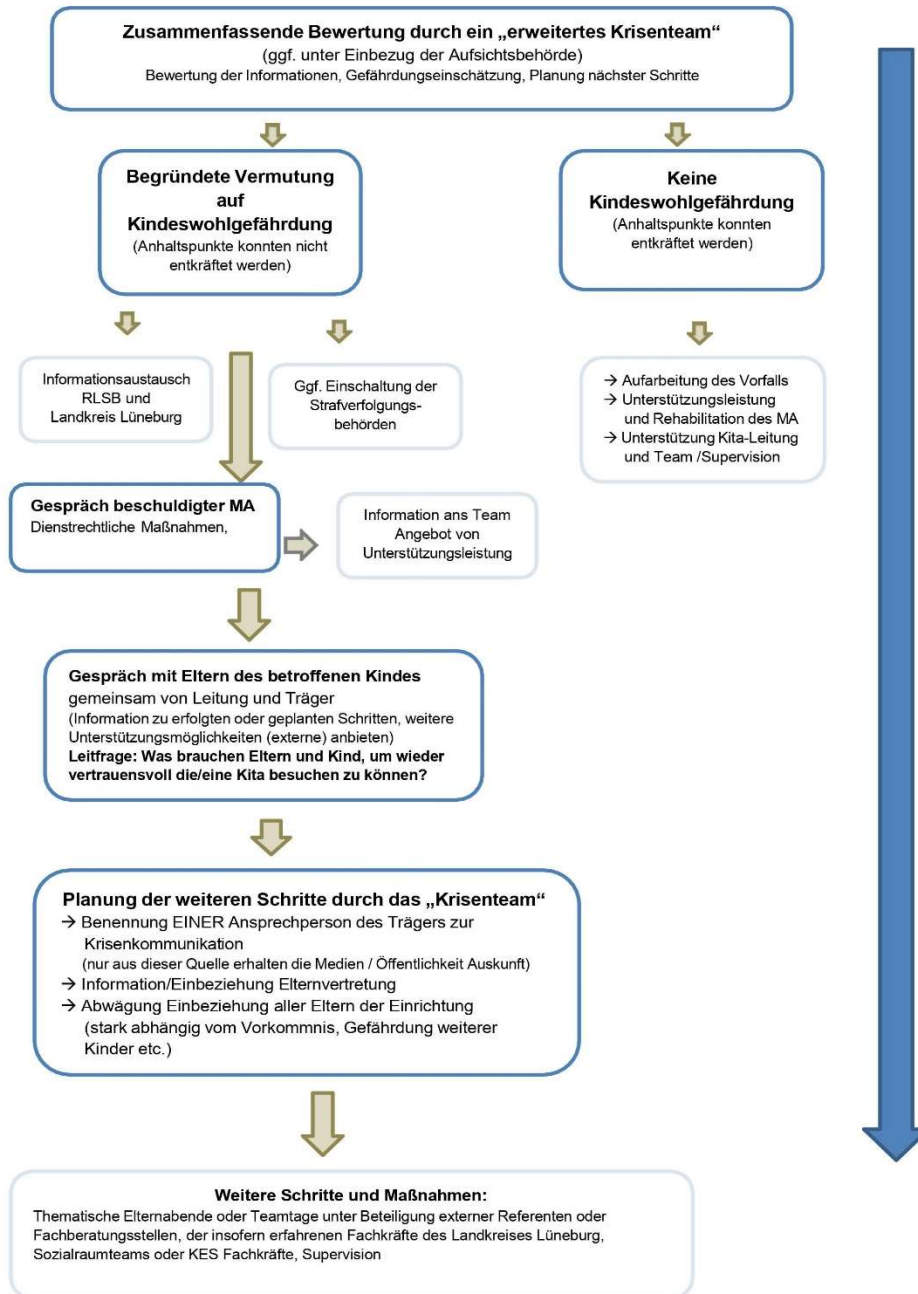 Zusammenfassende Bewertung durch ein „erweitertes Krisenteam“
(ggf. unter Einbezug der Aufsichtsbehörde)
Bewertung der Informationen, Gefährdungseinschätzung, Planung nächster Schritte
Begründete Vermutung
auf
Kindeswohlgefährdung
(Anhaltspunkte konnten nicht
entkräftet werden)
Keine
Kindeswohlgefährdung
(Anhaltspunkte konnten
entkräftet werden)
Informationsaustausch
RLSB und
Landkreis Lüneburg
Ggf. Einschaltung der
Strafverfolgungs-
behörden
→ Aufarbeitung des Vorfalls
→ Unterstützungsleistung
und Rehabilitation des MA
→ Unterstützung Kita-Leitung
und Team /Supervision
Gespräch beschuldigter MA
Dienstrechtliche Maßnahmen,
Information ans Team
Angebot von
Unterstützungsleistung
Gespräch mit Eltern des betroffenen Kindes
gemeinsam von Leitung und Träger
(Information zu erfolgten oder geplanten Schritten, weitere
Unterstützungsmöglichkeiten (externe) anbieten)
Leitfrage: Was brauchen Eltern und Kind, um wieder
vertrauensvoll die/eine Kita besuchen zu können?
Planung der weiteren Schritte durch das „Krisenteam“
→ Benennung EINER Ansprechperson des Trägers zur
Krisenkommunikation
(nur aus dieser Quelle erhalten die Medien / Öffentlichkeit Auskunft)
→ Information/Einbeziehung Elternvertretung
→ Abwägung Einbeziehung aller Eltern der Einrichtung
(stark abhängig vom Vorkommnis, Gefährdung weiterer
Kinder etc.)
Weitere Schritte und Maßnahmen:
Thematische Elternabende oder Teamtage unter Beteiligung externer Referenten oder
Fachberatungsstellen, der insofern erfahrenen Fachkräfte des Landkreises Lüneburg,
Sozialraumteams oder KES Fachkräfte, Supervision